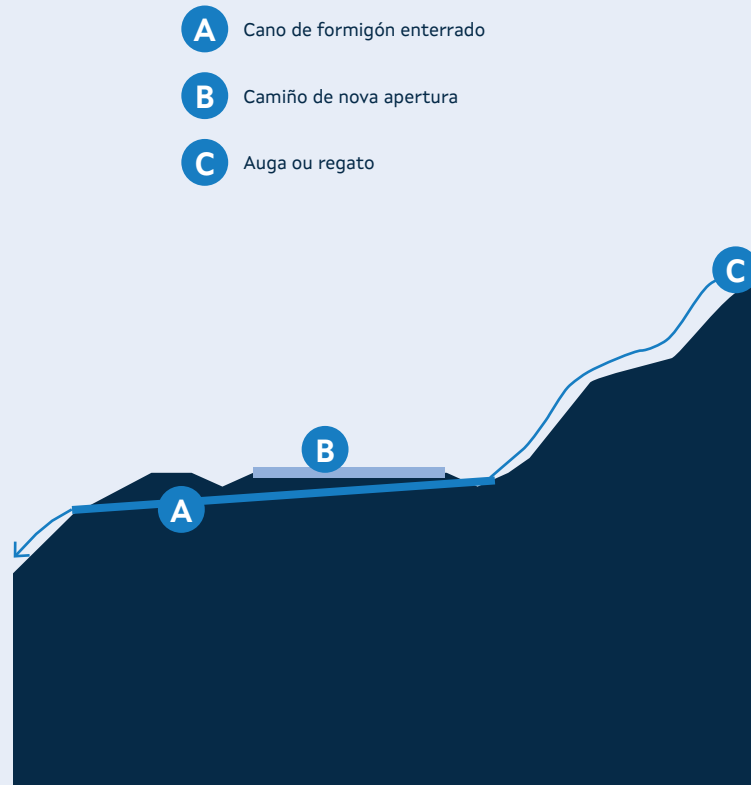 A Cano de formigón enterrado
B Camiño de nova apertura
C Auga ou regato
C
B
A